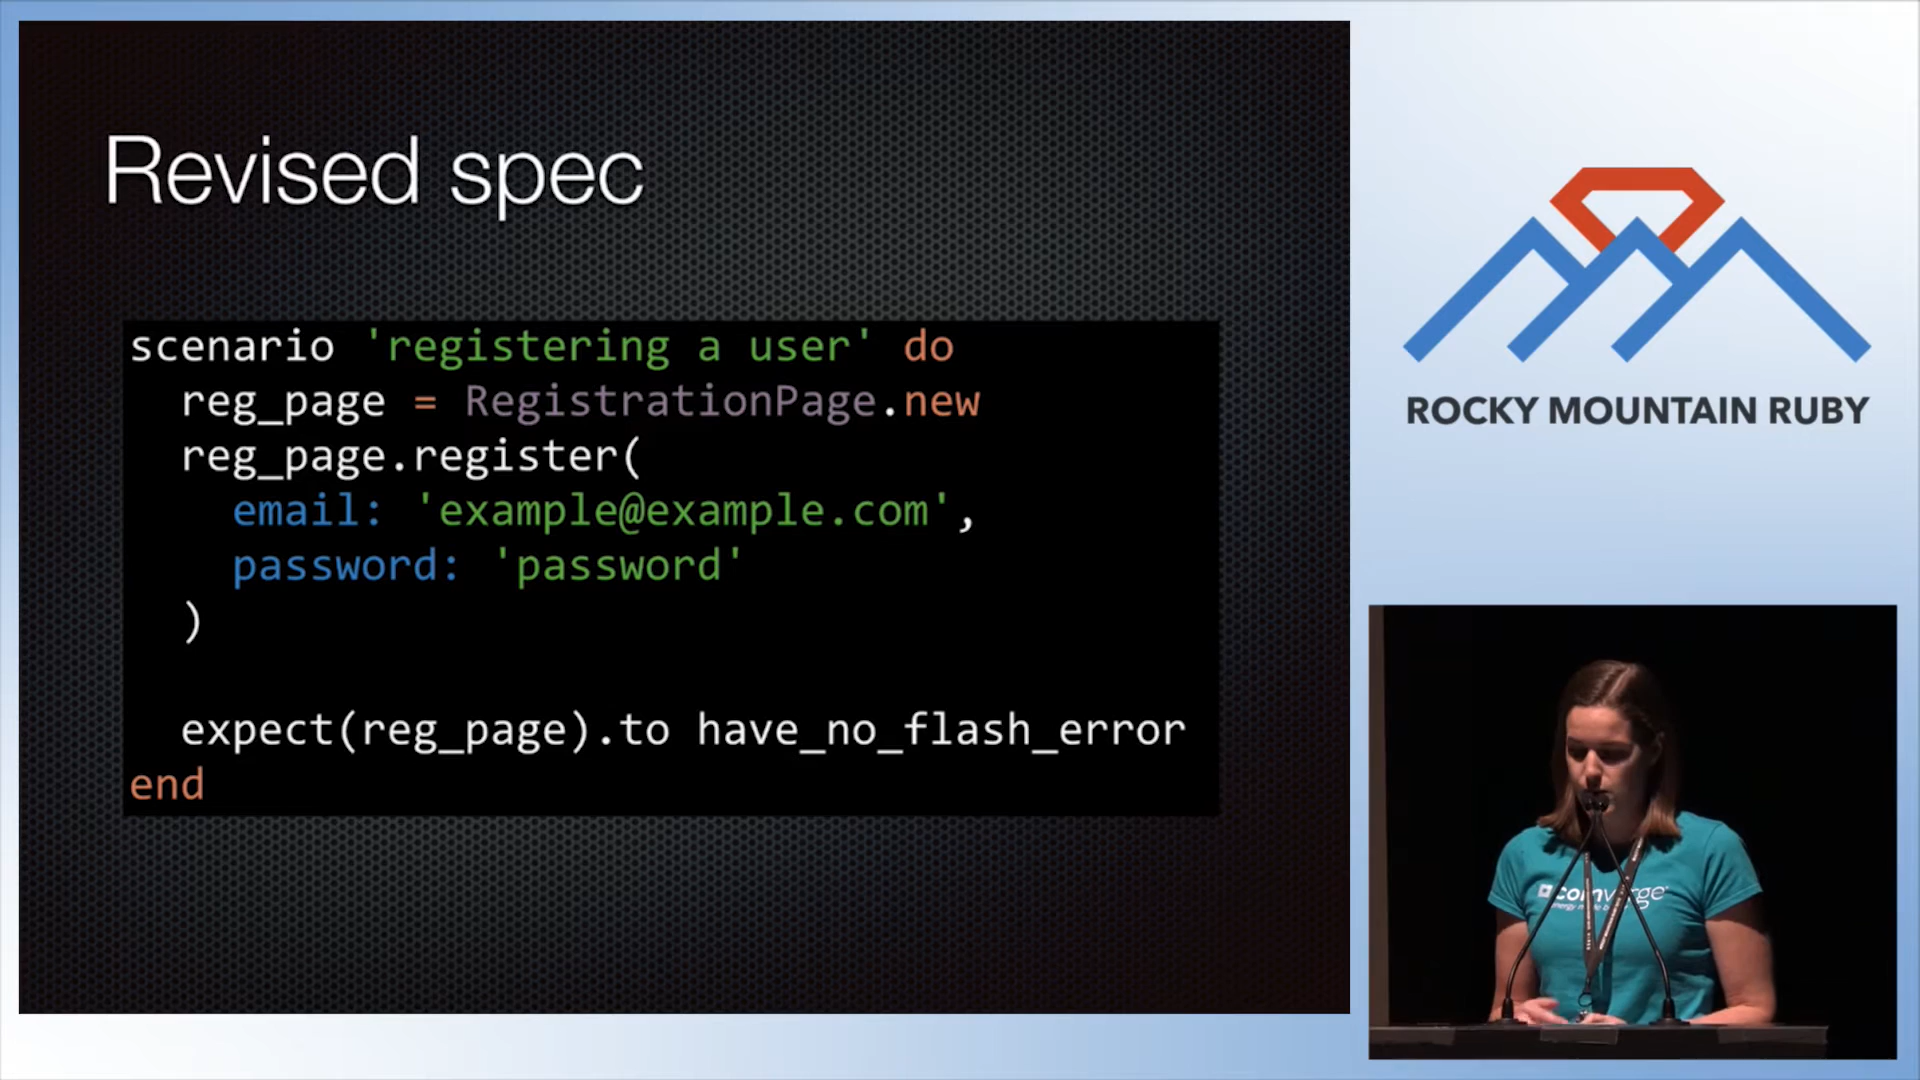 Revised spec
scenario 'registering a user' do
  reg_page = RegistrationPage.new
  reg_page.register(
    email: 'example@example.com',
    password: 'password'
  )
  expect(reg_page).to have_no_flash_error
end
ROCKY MOUNTAIN RUBY